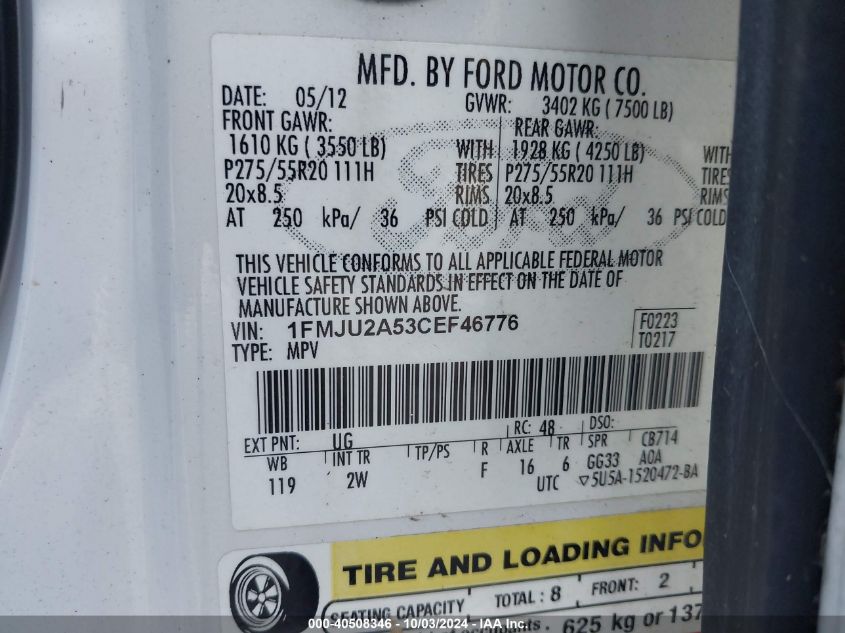 MFD. BY FORD MOTOR CO.
DATE: 05/12 GVWR: 3402 KG ( 7500 LB)
FRONT GAWR: REAR GAWR:
1610 KG ( 3550 LB) WITH 1928 KG ( 4250 LB) WITH
P275/55R20 111H TIRES P275/55R20 111H TIRES
20x8.5 RIMS 20x8.5 RIMS
AT 250 kPa/ 36 PSI COLD AT 250 kPa/ 36 PSI COLD
THIS VEHICLE CONFORMS TO ALL APPLICABLE FEDERAL MOTOR
VEHICLE SAFETY STANDARDS IN EFFECT ON THE DATE OF
MANUFACTURE SHOWN ABOVE.
VIN: 1FMJU2A53CEF46776 F0223
TYPE: MPV T0217
EXT PNT: UG RC: 48 DSO:
WB INT TR TP/PS R AXLE TR SPR CB714
119 2W F 16 6 GG33 A0A
UTC ▽5U5A-1520472-BA
TIRE AND LOADING INFO
SEATING CAPACITY TOTAL : 8 FRONT: 2
625 kg or 137
000-40508346 - 10/03/2024 - IAA Inc.